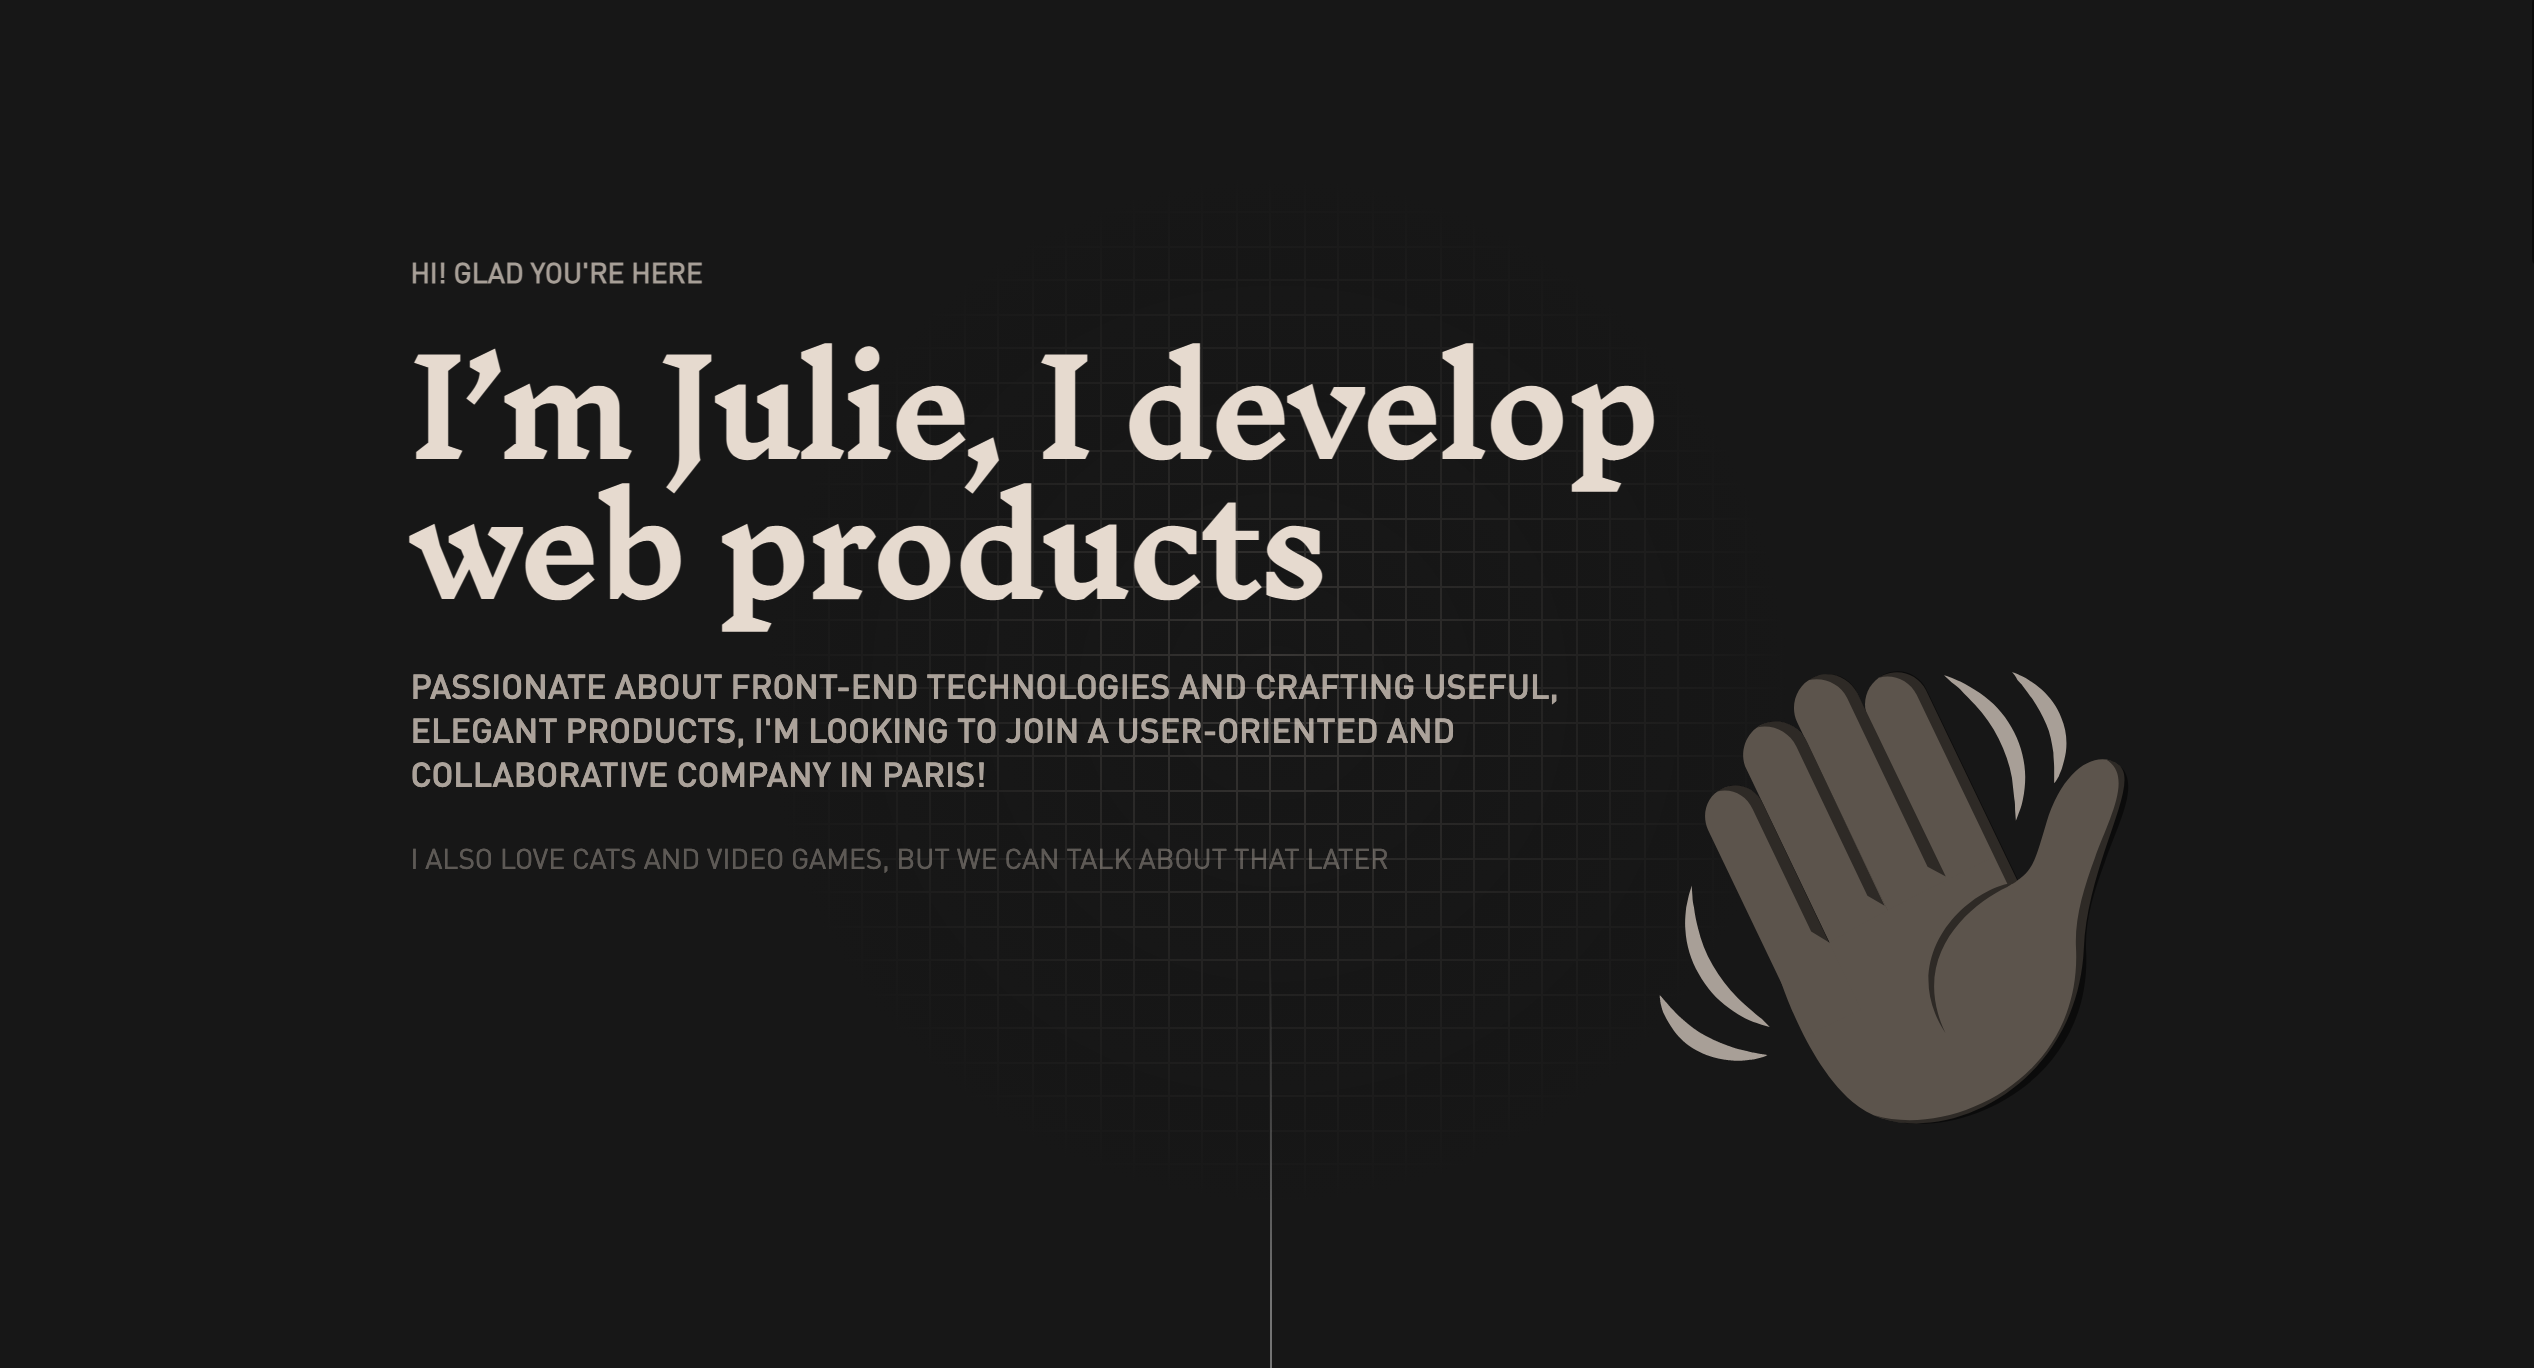 HI! GLAD YOU'RE HERE
I’m Julie, I develop
web products
PASSIONATE ABOUT FRONT-END TECHNOLOGIES AND CRAFTING USEFUL,
ELEGANT PRODUCTS, I'M LOOKING TO JOIN A USER-ORIENTED AND
COLLABORATIVE COMPANY IN PARIS!
I ALSO LOVE CATS AND VIDEO GAMES, BUT WE CAN TALK ABOUT THAT LATER